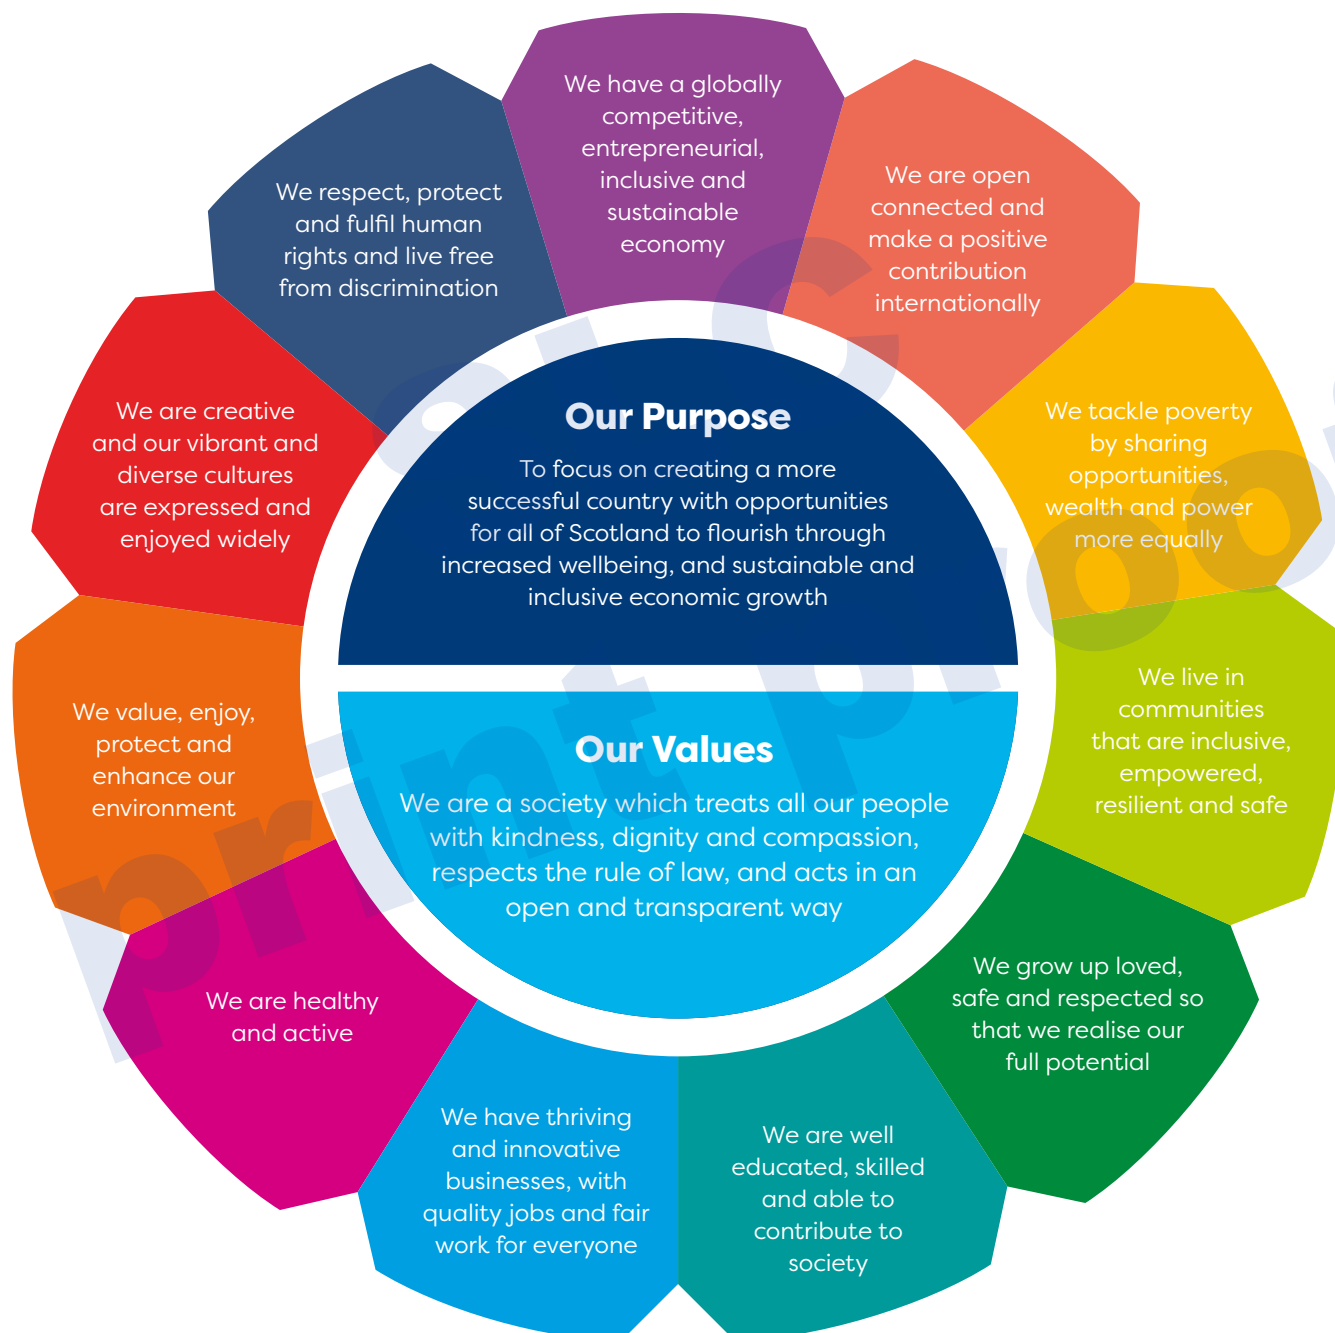 We have a globally
competitive,
entrepreneurial,
inclusive and
sustainable
economy
We are open
connected and
make a positive
contribution
internationally
We tackle poverty
by sharing
opportunities,
wealth and power
more equally
We live in
communities
that are inclusive,
empowered,
resilient and safe
We grow up loved,
safe and respected so
that we realise our
full potential
We are well
educated, skilled
and able to
contribute to
society
We have thriving
and innovative
businesses, with
quality jobs and fair
work for everyone
We are healthy
and active
We value, enjoy,
protect and
enhance our
environment
We are creative
and our vibrant and
diverse cultures
are expressed and
enjoyed widely
We respect, protect
and fulfil human
rights and live free
from discrimination
Our Purpose
To focus on creating a more
successful country with opportunities
for all of Scotland to flourish through
increased wellbeing, and sustainable and
inclusive economic growth
Our Values
We are a society which treats all our people
with kindness, dignity and compassion,
respects the rule of law, and acts in an
open and transparent way
print